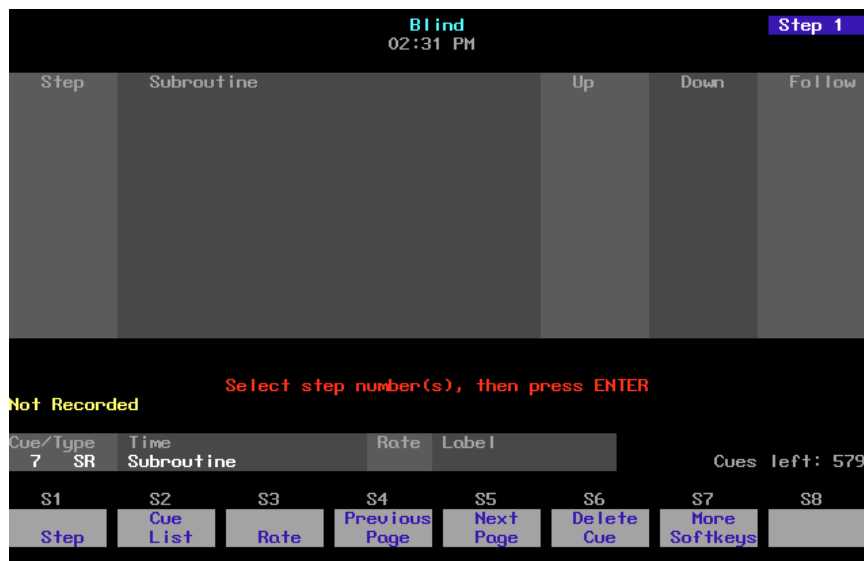 Blind Step 1
02:31 PM
Step Subroutine Up Down Follow
Select step number(s), then press ENTER
Not Recorded
Cue/Type Time Rate Label
7 SR Subroutine Cues left: 579
S1 S2 S3 S4 S5 S6 S7 S8
Cue Previous Next Delete More
Step List Rate Page Page Cue Softkeys